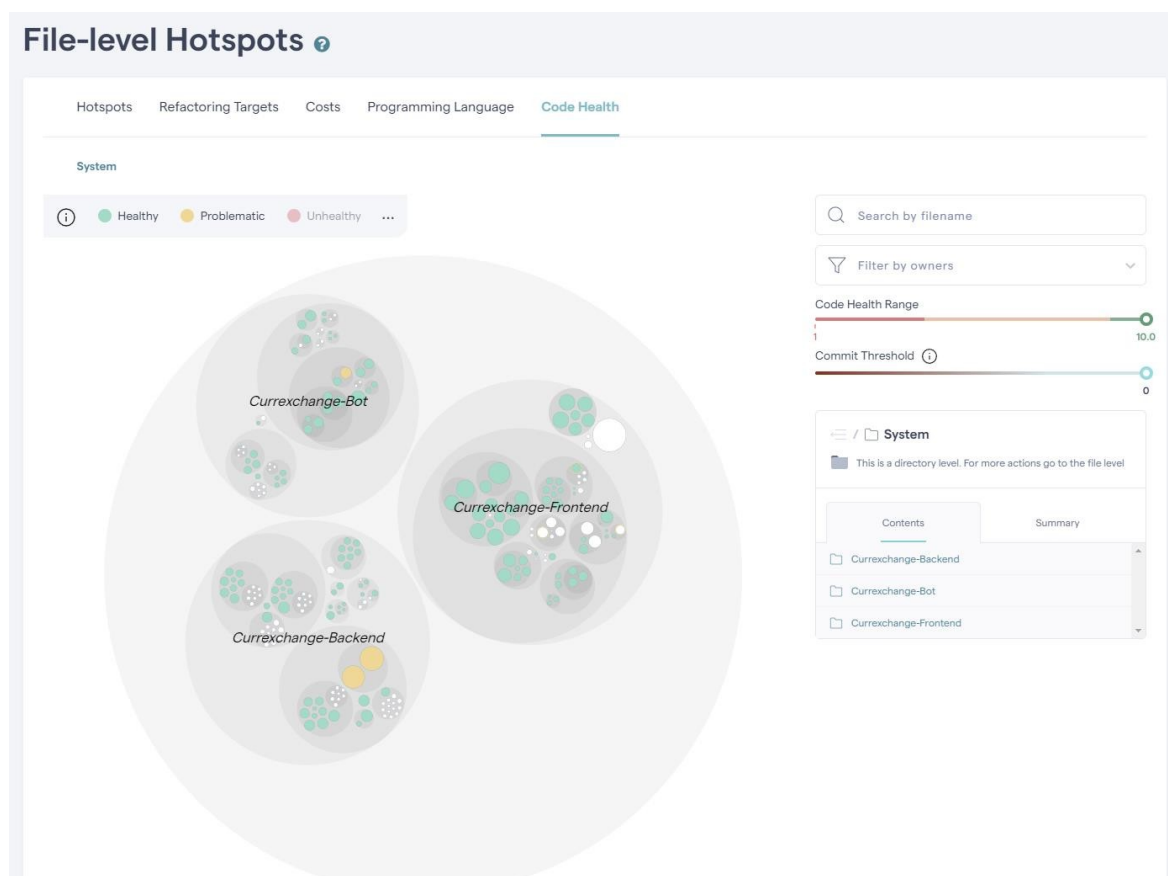 File-level Hotspots ?
Hotspots Refactoring Targets Costs Programming Language Code Health
System
Healthy Problematic Unhealthy ...
Search by filename
Filter by owners
Code Health Range
1 10.0
Commit Threshold
0
/ System
This is a directory level. For more actions go to the file level
Contents Summary
Currexchange-Backend
Currexchange-Bot
Currexchange-Frontend
Currexchange-Bot
Currexchange-Frontend
Currexchange-Backend